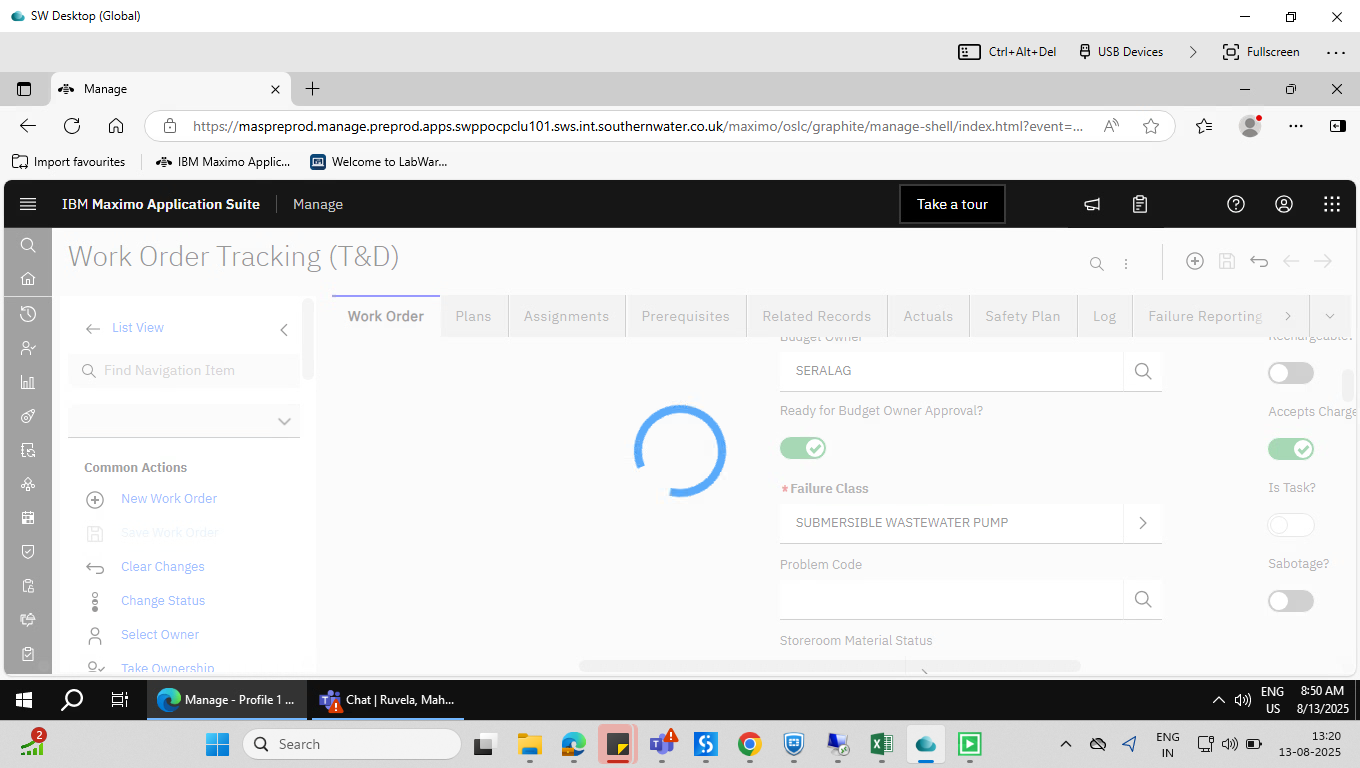 SW Desktop (Global)
Ctrl+Alt+Del
USB Devices
Fullscreen
Manage
https://maspreprod.manage.preprod.apps.swppocpclu101.sws.int.southernwater.co.uk/maximo/oslc/graphite/manage-shell/index.html?event=...
Import favourites
IBM Maximo Applic...
Welcome to LabWar...
IBM Maximo Application Suite
Manage
Take a tour
Work Order Tracking (T&D)
List View
Find Navigation Item
Common Actions
New Work Order
Save Work Order
Clear Changes
Change Status
Select Owner
Take Ownership
Work Order
Plans
Assignments
Prerequisites
Related Records
Actuals
Safety Plan
Log
Failure Reporting
Budget Owner
SERALAG
Ready for Budget Owner Approval?
*Failure Class
SUBMERSIBLE WASTEWATER PUMP
Problem Code
Storeroom Material Status
Rechargeable?
Accepts Charge
Is Task?
Sabotage?
Manage - Profile 1 ...
Chat | Ruvela, Mah...
ENG
US
8:50 AM
8/13/2025
2
Search
ENG
IN
13:20
13-08-2025